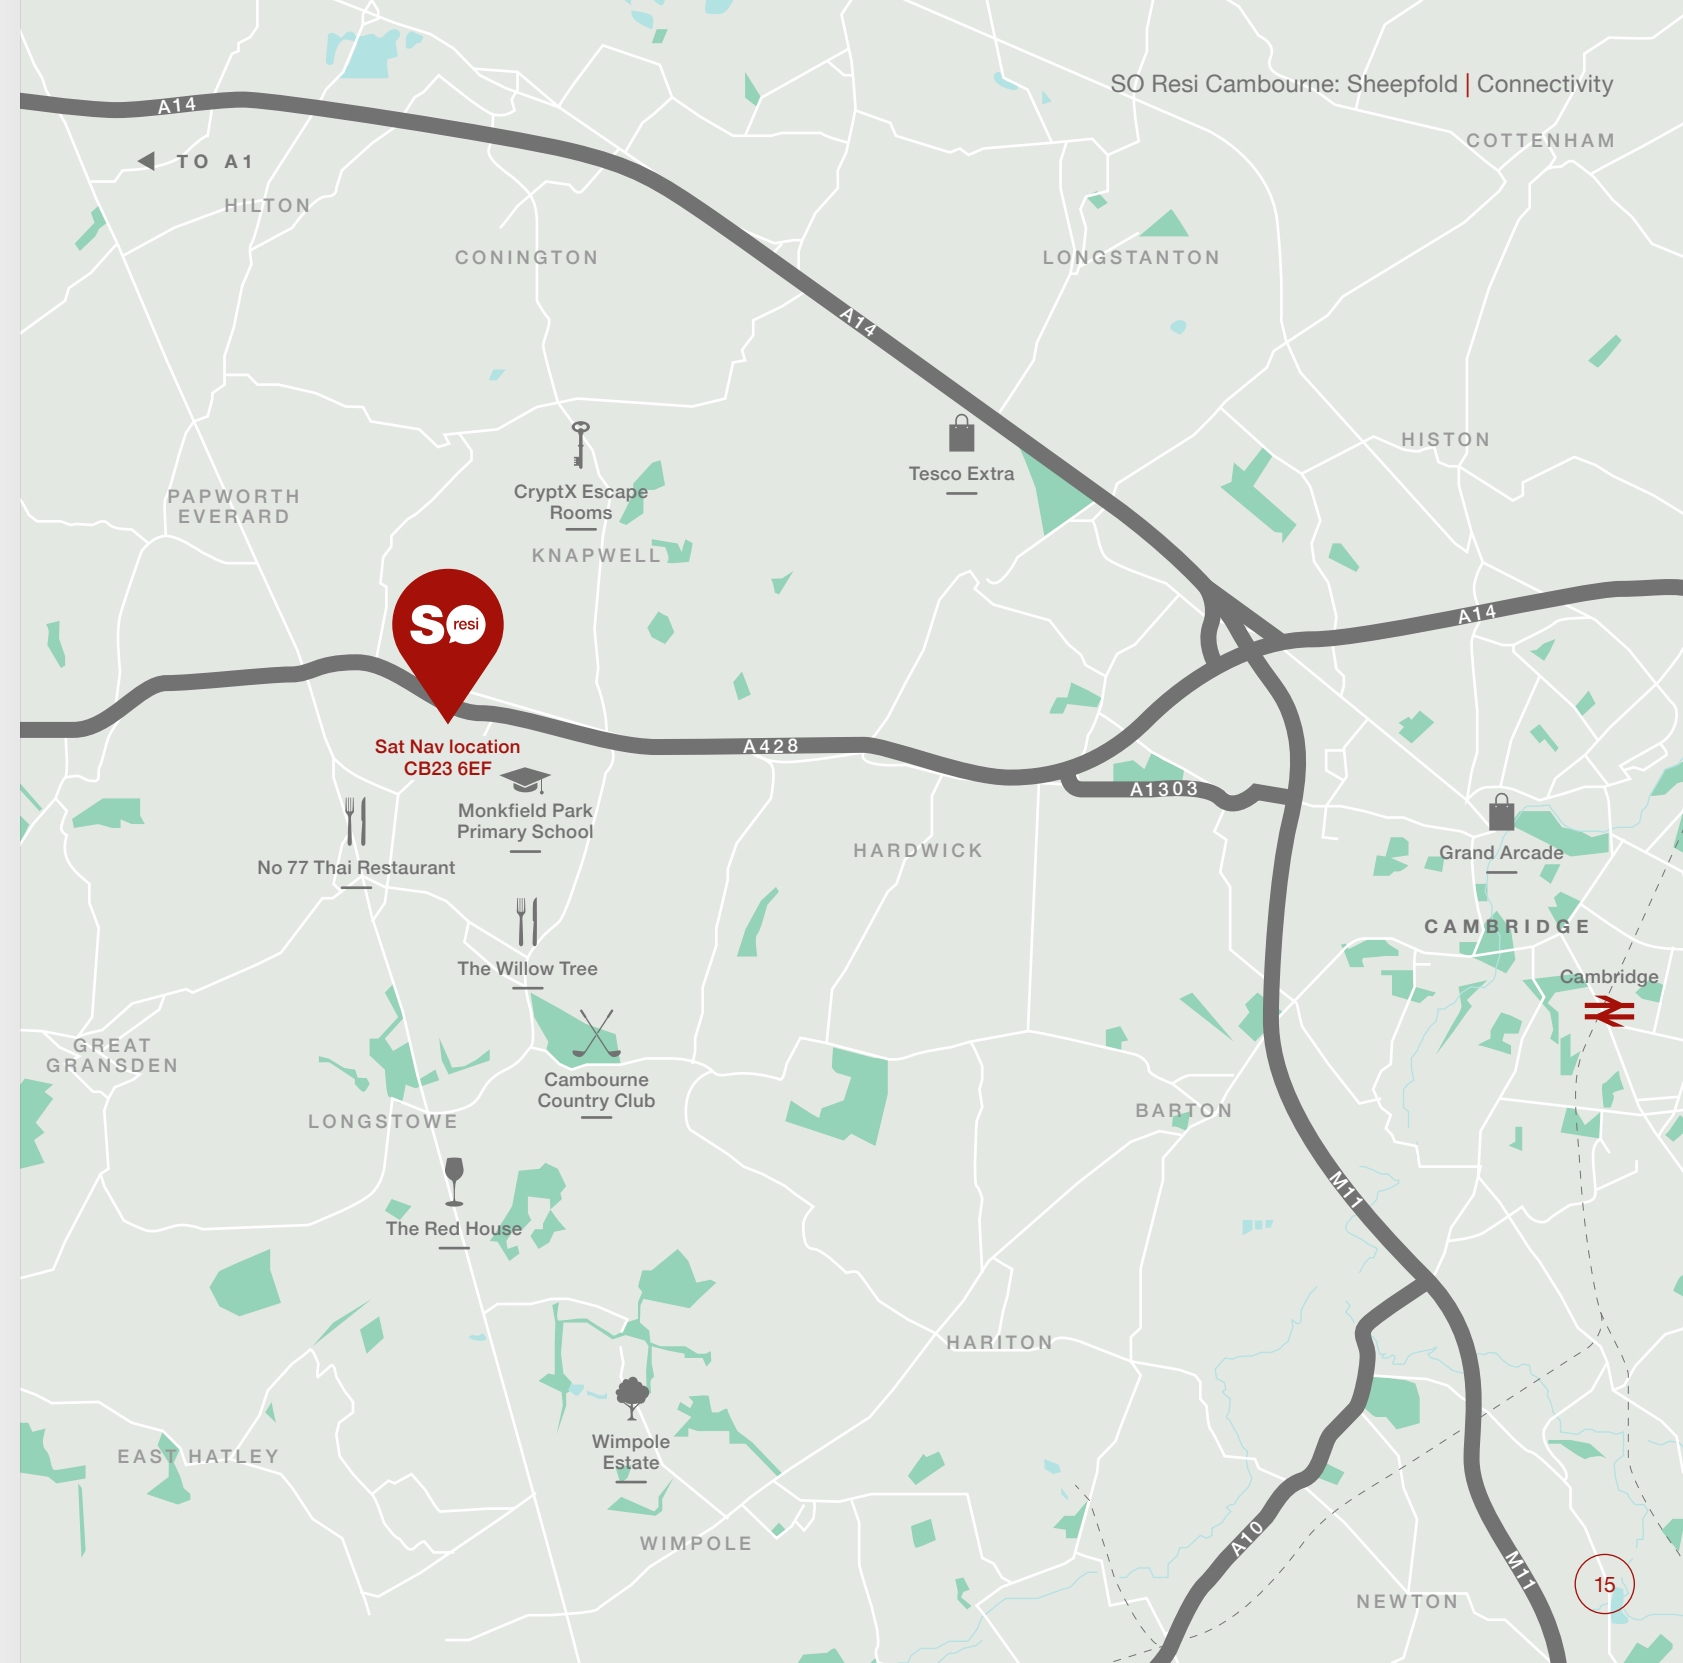 SO Resi Cambourne: Sheepfold | Connectivity
A14
COTTENHAM
TO A1
HILTON
CONINGTON
LONGSTANTON
A14
HISTON
Tesco Extra
CryptX Escape
Rooms
PAPWORTH
EVERARD
KNAPWELL
SO resi
A14
Sat Nav location
CB23 6EF
A428
A1303
Monkfield Park
Primary School
No 77 Thai Restaurant
HARDWICK
Grand Arcade
CAMBRIDGE
The Willow Tree
Cambridge
GREAT
GRANSDEN
Cambourne
Country Club
LONGSTOWE
BARTON
M11
The Red House
HARITON
Wimpole
Estate
EAST HATLEY
WIMPOLE
A10
M11
NEWTON
15